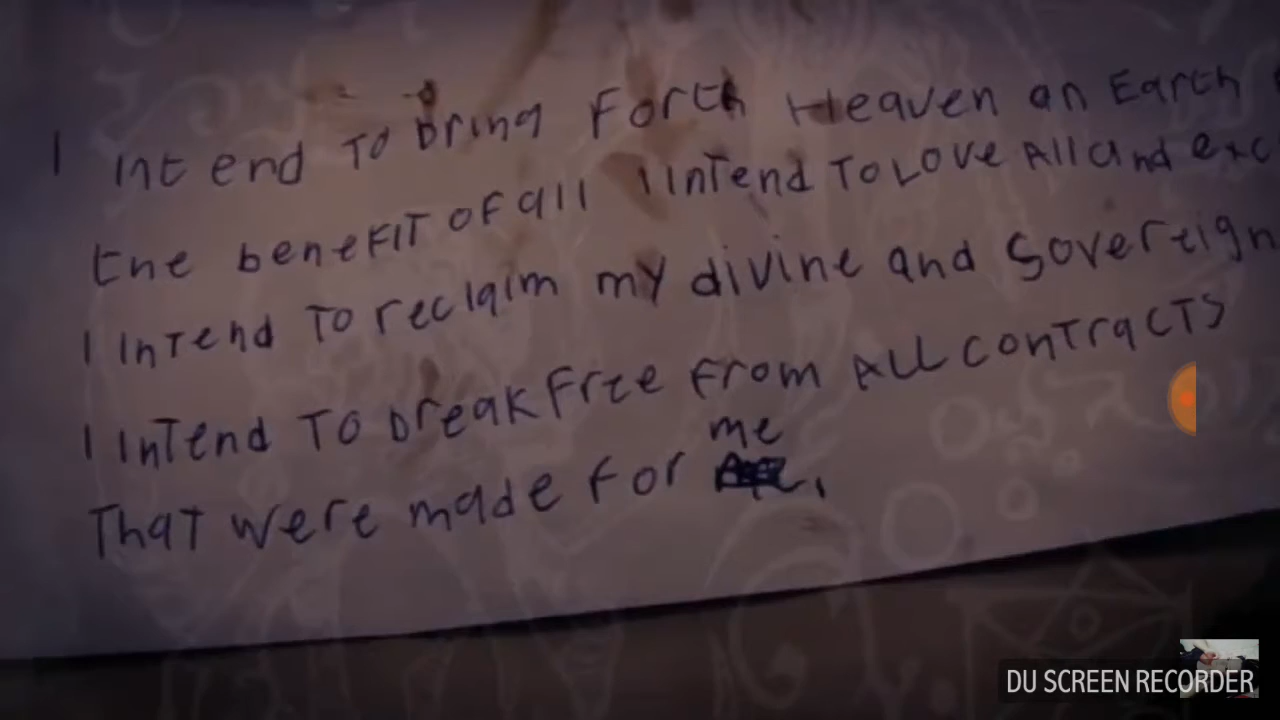 I Intend To bring Forth Heaven an Earth
the benefIT oF all I Intend To Love All and exc
I Intend To reclaim my divine and Sovereign
I Intend To break Free From ALL conTracTs
me
ThaT were made For
DU SCREEN RECORDER